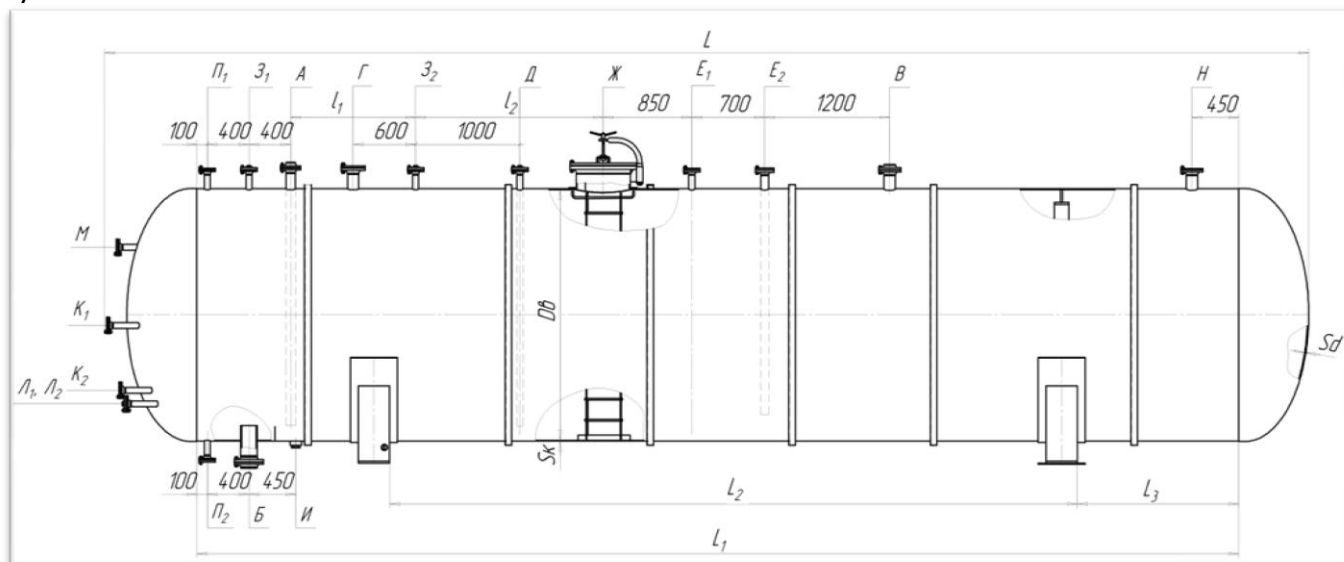 L
П₁ З₁ А Г З₂ Д Ж Е₁ Е₂ В Н
l₁ l₂ 850 700 1200 450
100 400 400 600 1000
М
К₁
К₂
Л₁, Л₂
Dв
Sк
Sd
100 400 450
L₂ L₃
П₂ Б И
L₁